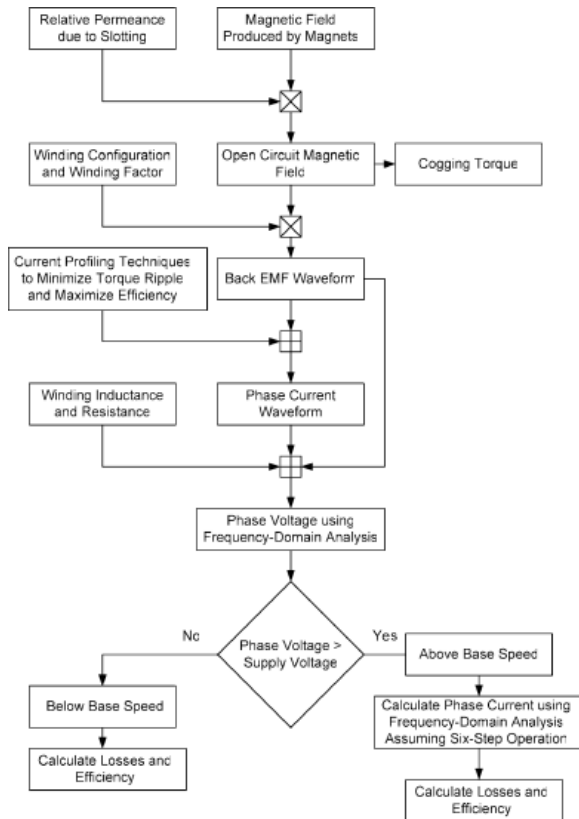 Relative Permeance
due to Slotting
Magnetic Field
Produced by Magnets
Winding Configuration
and Winding Factor
Open Circuit Magnetic
Field
Cogging Torque
Current Profiling Techniques
to Minimize Torque Ripple
and Maximize Efficiency
Back EMF Waveform
Winding Inductance
and Resistance
Phase Current
Waveform
Phase Voltage using
Frequency-Domain Analysis
No
Phase Voltage >
Supply Voltage
Yes
Above Base Speed
Below Base Speed
Calculate Phase Current using
Frequency-Domain Analysis
Assuming Six-Step Operation
Calculate Losses and
Efficiency
Calculate Losses and
Efficiency